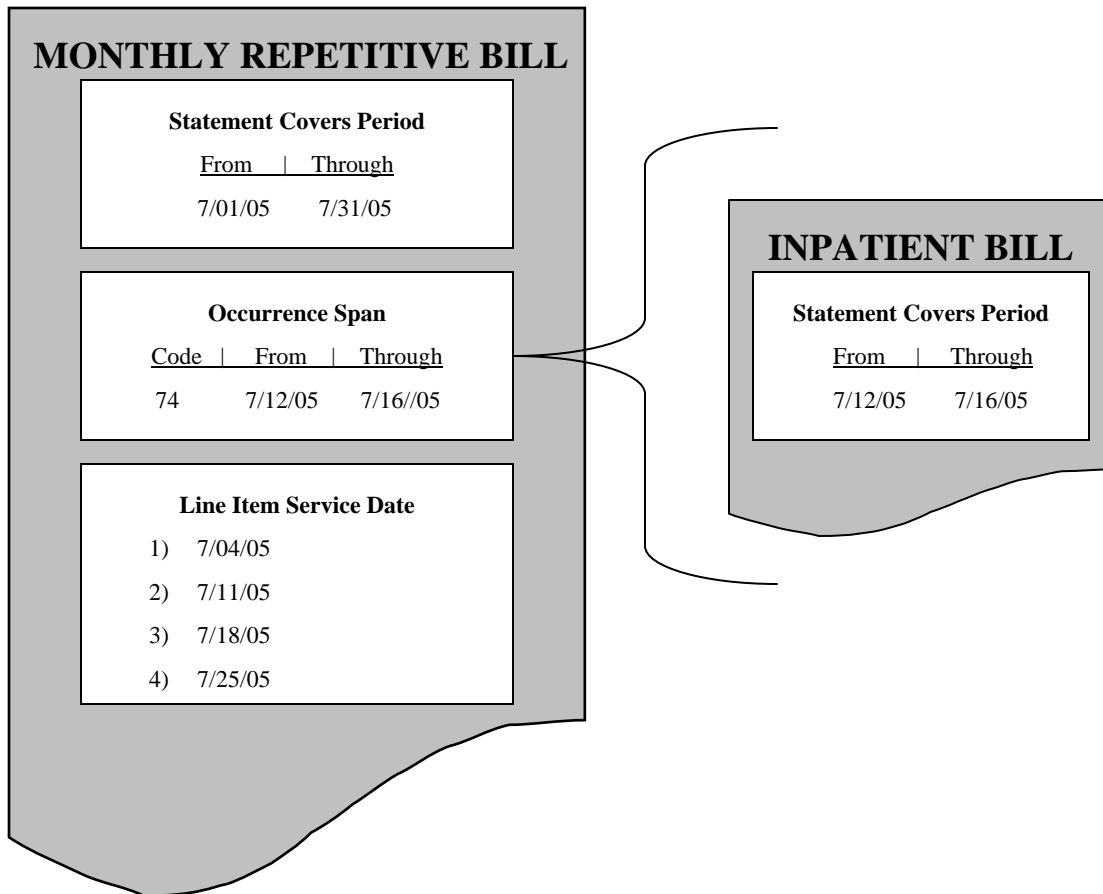 MONTHLY REPETITIVE BILL
Statement Covers Period
From | Through
7/01/05 7/31/05
Occurrence Span
Code | From | Through
74 7/12/05 7/16//05
Line Item Service Date
1) 7/04/05
2) 7/11/05
3) 7/18/05
4) 7/25/05
INPATIENT BILL
Statement Covers Period
From | Through
7/12/05 7/16/05